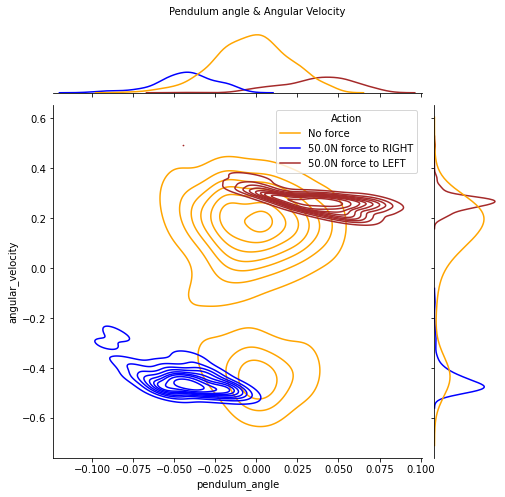 Pendulum angle & Angular Velocity
Action
No force
50.0N force to RIGHT
50.0N force to LEFT
0.6
0.4
0.2
0.0
−0.2
−0.4
−0.6
angular_velocity
−0.100 −0.075 −0.050 −0.025 0.000 0.025 0.050 0.075 0.100
pendulum_angle